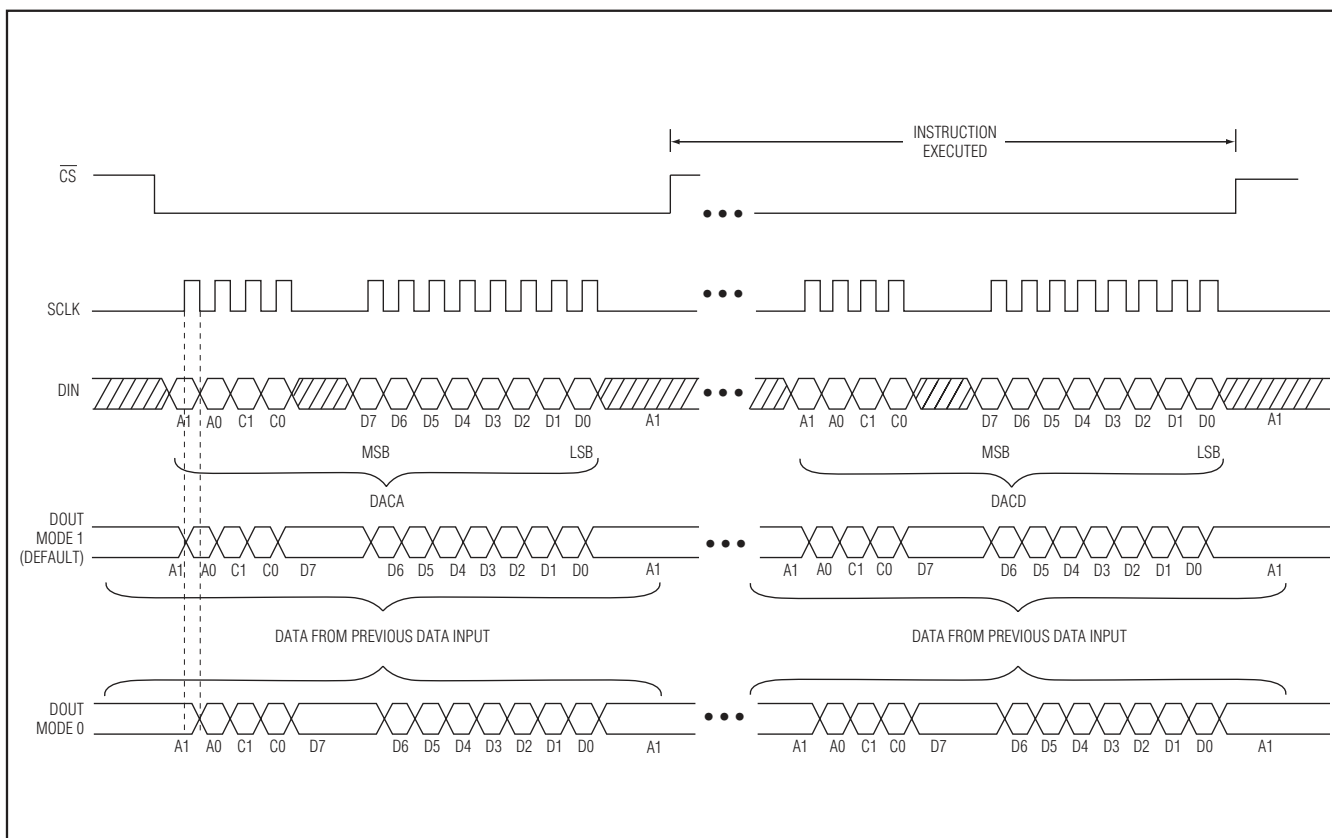 INSTRUCTION
EXECUTED
CS
SCLK
DIN
A1 A0 C1 C0 D7 D6 D5 D4 D3 D2 D1 D0 A1 A1 A0 C1 C0 D7 D6 D5 D4 D3 D2 D1 D0 A1
MSB LSB MSB LSB
DACA DACD
DOUT
MODE 1
(DEFAULT)
A1 A0 C1 C0 D7 D6 D5 D4 D3 D2 D1 D0 A1 A1 A0 C1 C0 D7 D6 D5 D4 D3 D2 D1 D0 A1
DATA FROM PREVIOUS DATA INPUT DATA FROM PREVIOUS DATA INPUT
DOUT
MODE 0
A1 A0 C1 C0 D7 D6 D5 D4 D3 D2 D1 D0 A1 A1 A0 C1 C0 D7 D6 D5 D4 D3 D2 D1 D0 A1